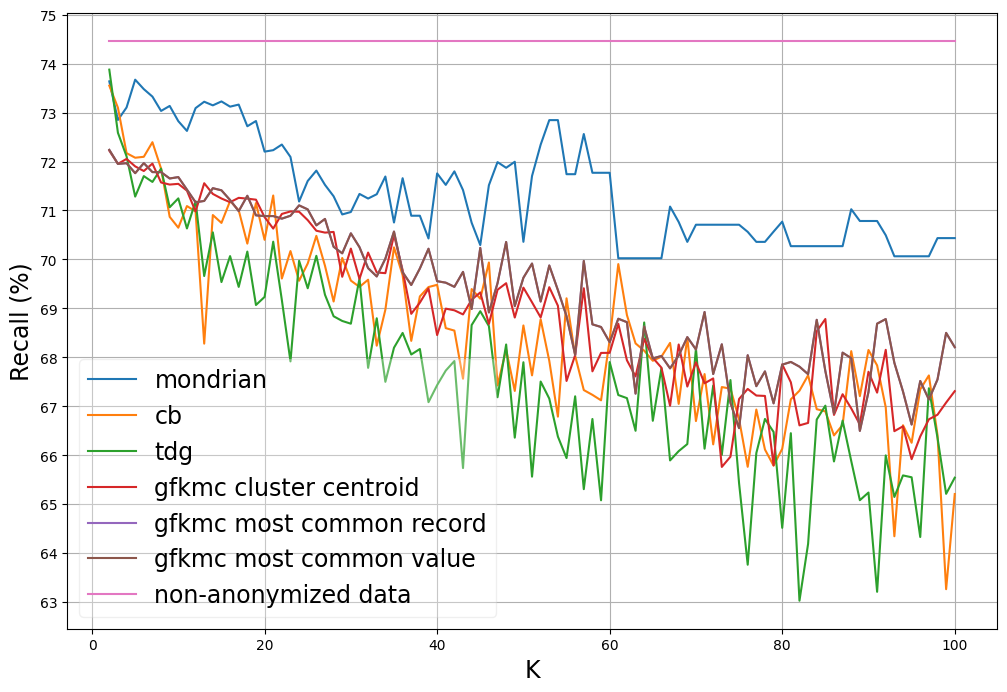 75
74
73
72
71
70
69
68
67
66
65
64
63
Recall (%)
mondrian
cb
tdg
gfkmc cluster centroid
gfkmc most common record
gfkmc most common value
non-anonymized data
0 20 40 60 80 100
K